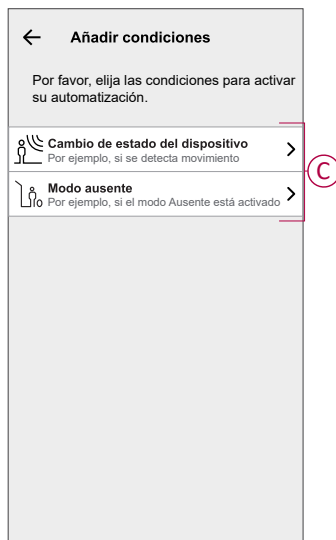 Añadir condiciones
Por favor, elija las condiciones para activar
su automatización.
Cambio de estado del dispositivo
Por ejemplo, si se detecta movimiento
C
Modo ausente
Por ejemplo, si el modo Ausente está activado